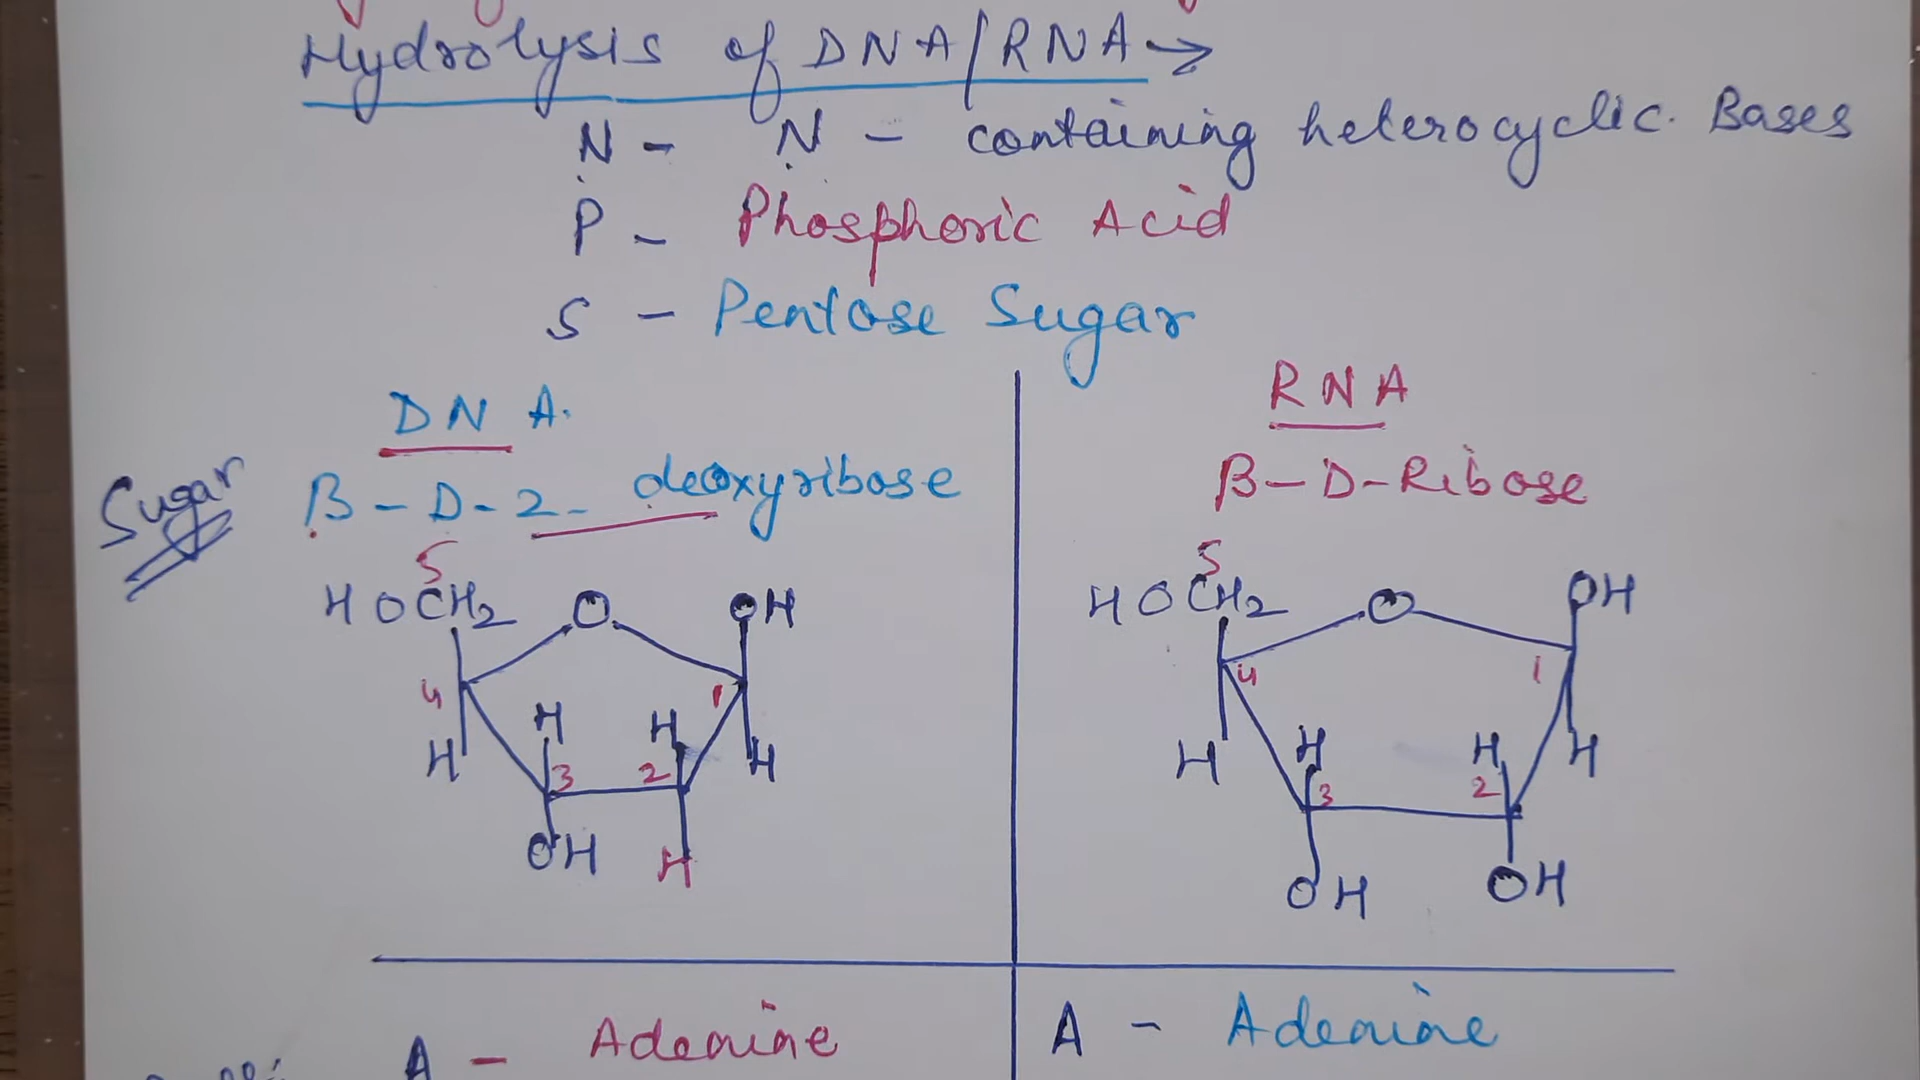 Hydrolysis of DNA/RNA →
N - N - containing heterocyclic. Bases
P - Phosphoric Acid
S - Pentose Sugar
DNA.
RNA
Sugar
β-D-2-deoxyribose
β-D-Ribose
5
HOCH2 O OH
4 1
H H H H
3 2
OH H
5
HOCH2 O OH
4 1
H H H H
3 2
OH OH
A - Adenine
A - Adenine